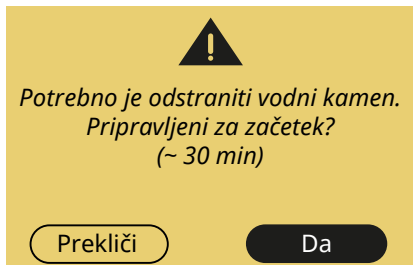 Potrebno je odstraniti vodni kamen.
Pripravljeni za začetek?
(~ 30 min)
Prekliči
Da